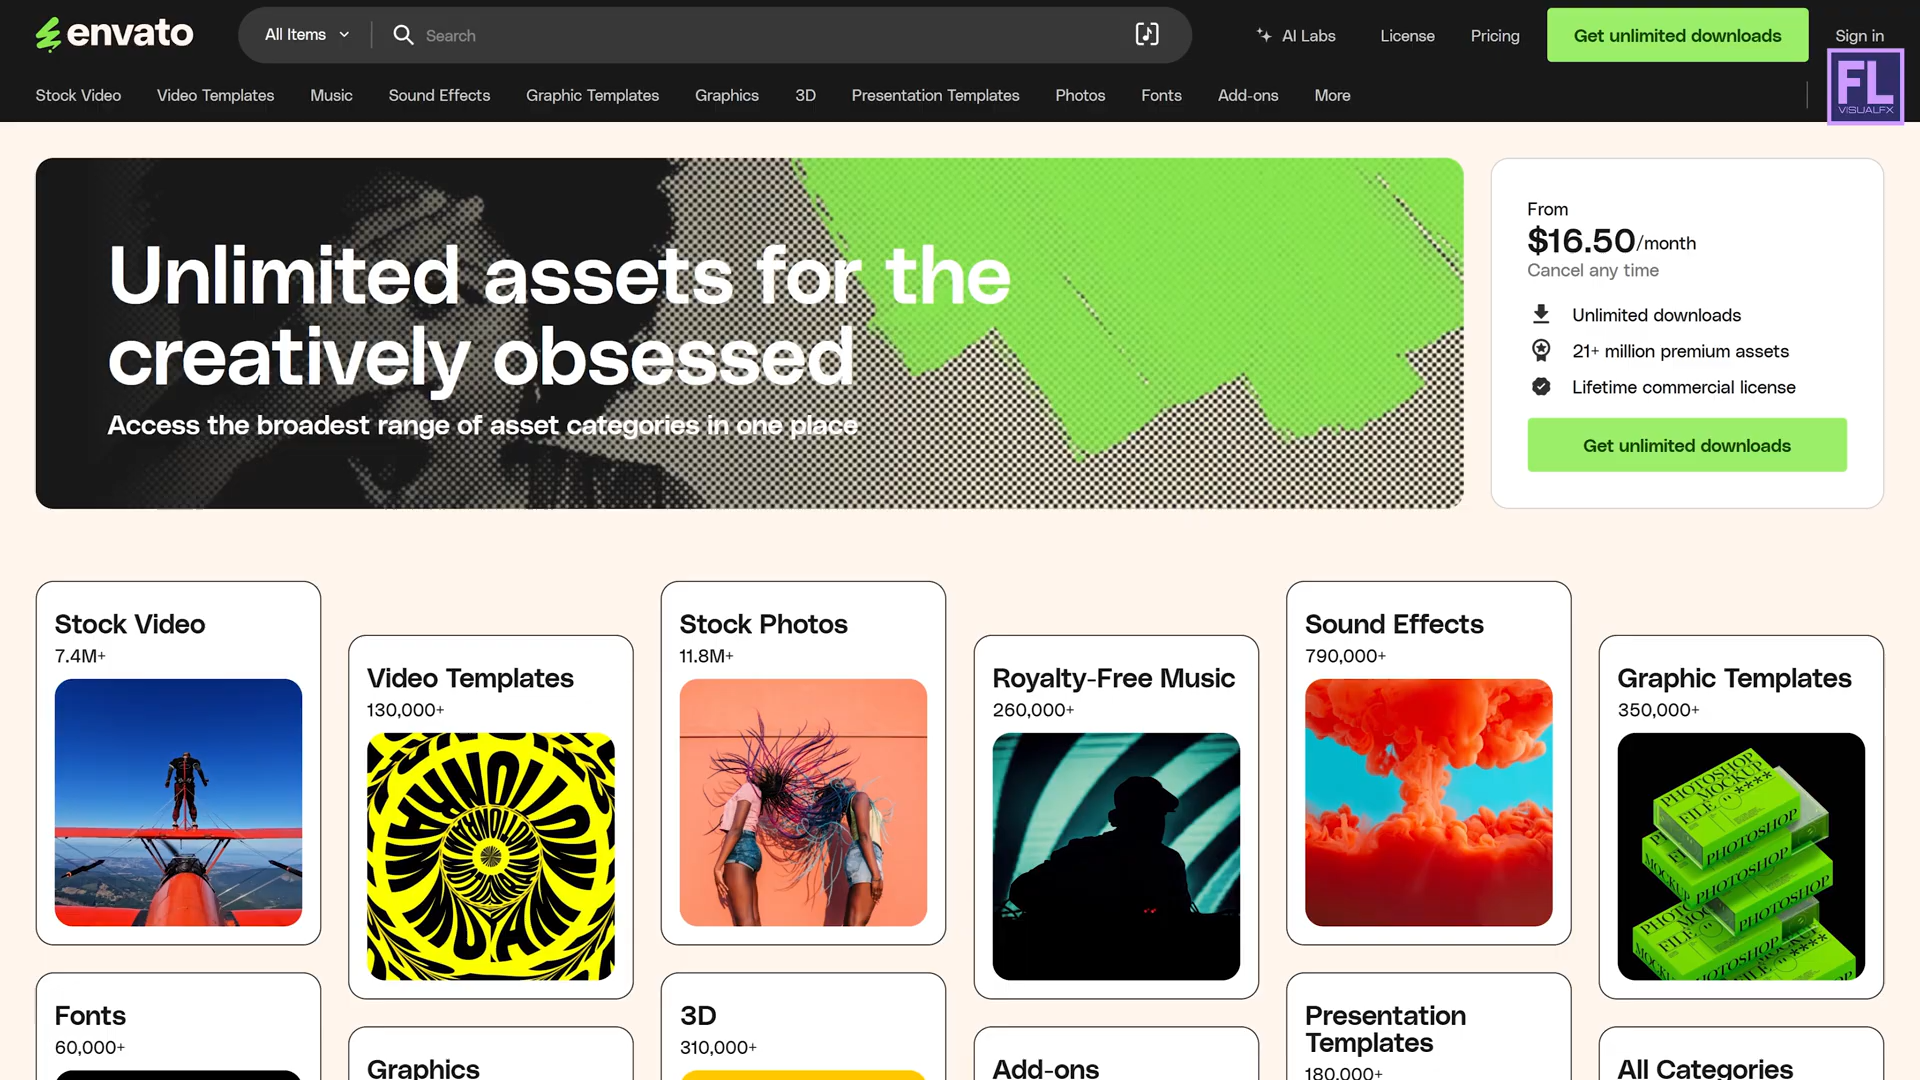 envato
All Items
Search
AI Labs
License
Pricing
Get unlimited downloads
Sign in
Stock Video
Video Templates
Music
Sound Effects
Graphic Templates
Graphics
3D
Presentation Templates
Photos
Fonts
Add-ons
More
FL
VISUALFX
Unlimited assets for the
creatively obsessed
Access the broadest range of asset categories in one place
From
$16.50/month
Cancel any time
Unlimited downloads
21+ million premium assets
Lifetime commercial license
Get unlimited downloads
Stock Video
7.4M+
Video Templates
130,000+
Stock Photos
11.8M+
Royalty-Free Music
260,000+
Sound Effects
790,000+
Graphic Templates
350,000+
PHOTOSHOP
MOCKUP
FILE
PHOTOSHOP
MOCKUP
PHOTOSHOP
PHOTOSHOP
FILE
MOCKUP
PHOTOSHOP
Fonts
60,000+
Graphics
3D
310,000+
Add-ons
Presentation
Templates
180,000+
All Categories